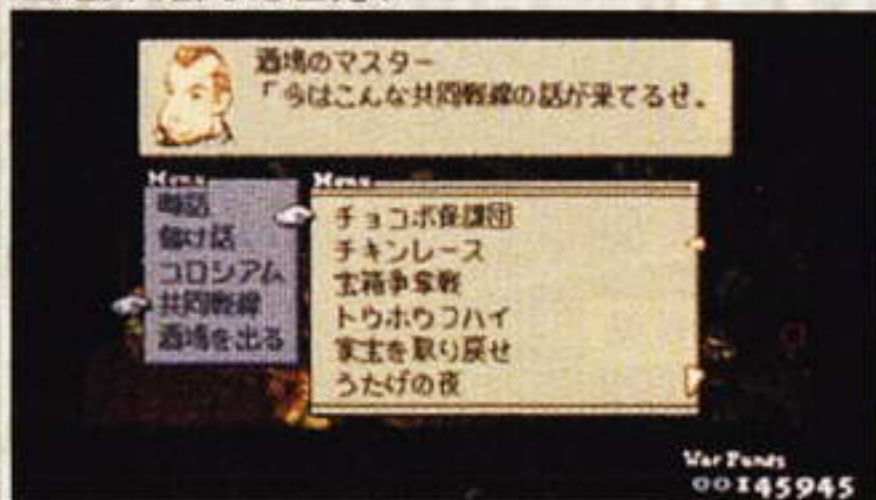 酒場のマスター
「今はこんな共同戦線の話が来てるぜ。
Menu
噂話
儲け話
コロシアム
共同戦線
酒場を出る
Menu
チョコボ保護団
チキンレース
宝箱争奪戦
トウホウフハイ
家宝を取り戻せ
うたげの夜
War Funds
00145945